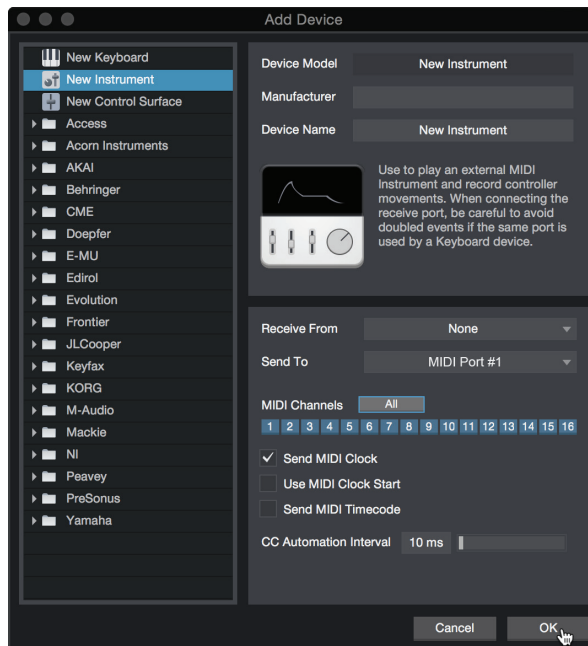 Add Device
New Keyboard
New Instrument
New Control Surface
Access
Acorn Instruments
AKAI
Behringer
CME
Doepfer
E-MU
Edirol
Evolution
Frontier
JLCooper
Keyfax
KORG
M-Audio
Mackie
NI
Peavey
PreSonus
Yamaha
Device Model New Instrument
Manufacturer
Device Name New Instrument
Use to play an external MIDI
Instrument and record controller
movements. When connecting the
receive port, be careful to avoid
doubled events if the same port is
used by a Keyboard device.
Receive From None
Send To MIDI Port #1
MIDI Channels All
1 2 3 4 5 6 7 8 9 10 11 12 13 14 15 16
Send MIDI Clock
Use MIDI Clock Start
Send MIDI Timecode
CC Automation Interval 10 ms
Cancel OK